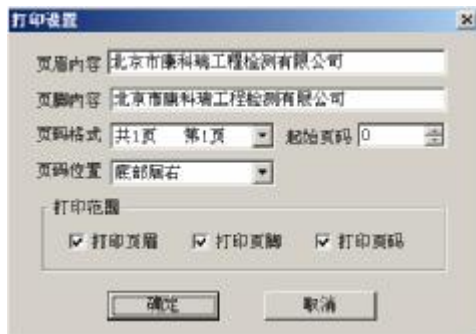 打印设置
页眉内容 北京市康科瑞工程检测有限公司
页脚内容 北京市康科瑞工程检测有限公司
页码格式 共1页 第1页 起始页码 0
页码位置 底部居右
打印范围
打印页眉 打印页脚 打印页码
确定 取消